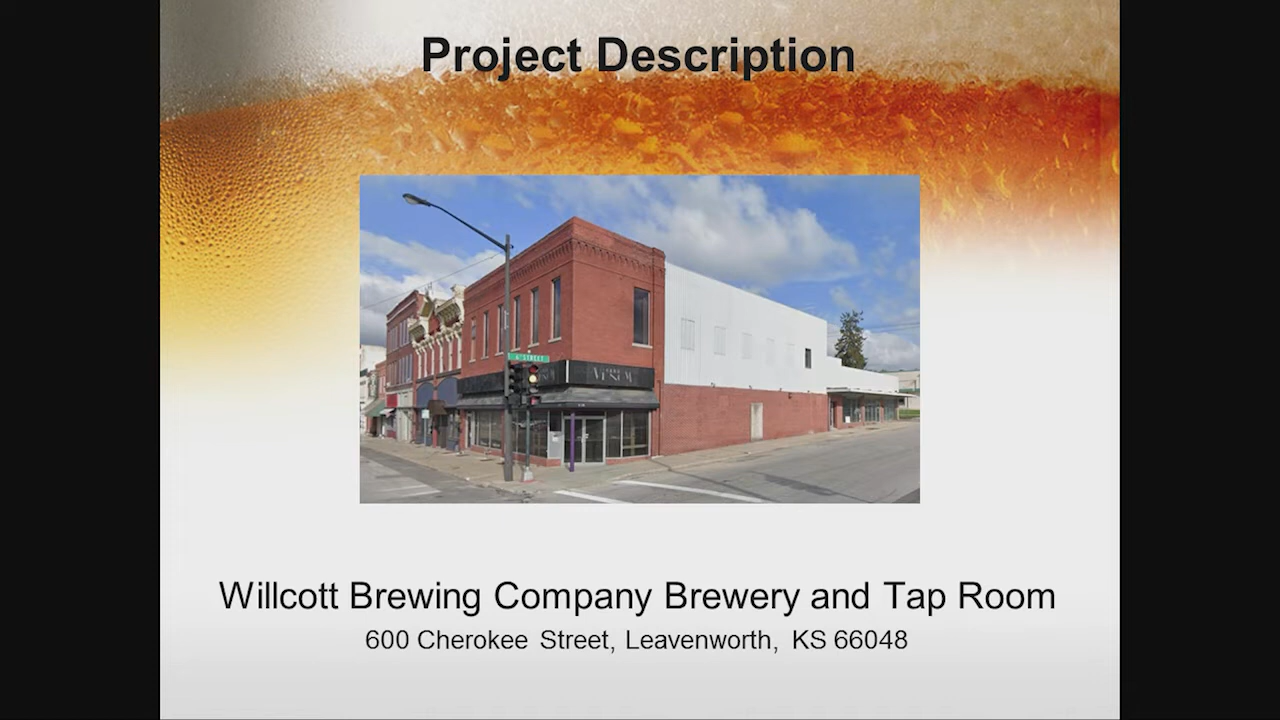 Project Description
Willcott Brewing Company Brewery and Tap Room
600 Cherokee Street, Leavenworth, KS 66048